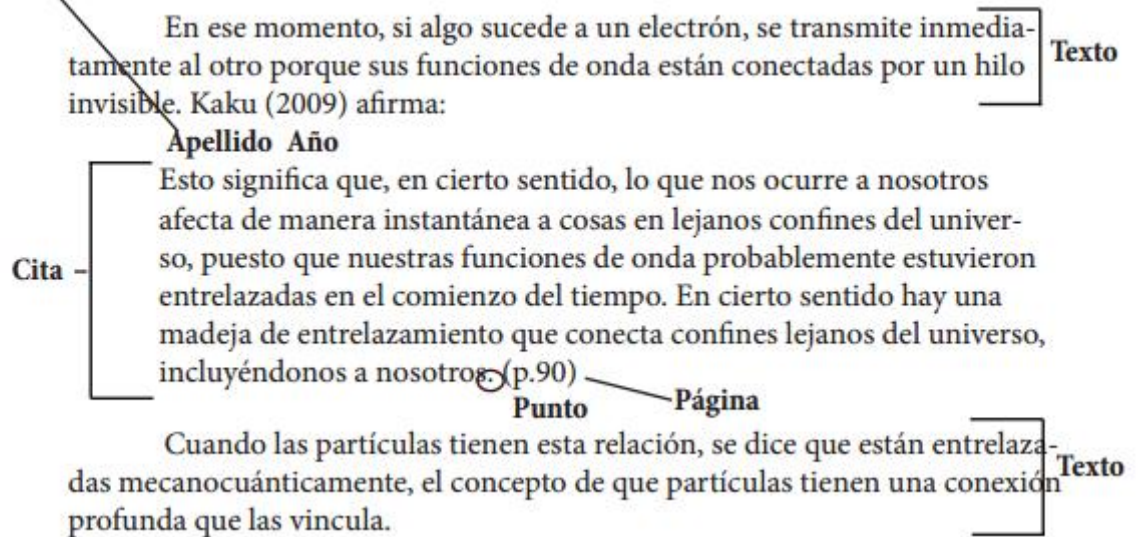 En ese momento, si algo sucede a un electrón, se transmite inmedia-
tamente al otro porque sus funciones de onda están conectadas por un hilo
invisible. Kaku (2009) afirma:
Texto
Apellido Año
Esto significa que, en cierto sentido, lo que nos ocurre a nosotros
afecta de manera instantánea a cosas en lejanos confines del univer-
so, puesto que nuestras funciones de onda probablemente estuvieron
entrelazadas en el comienzo del tiempo. En cierto sentido hay una
madeja de entrelazamiento que conecta confines lejanos del universo,
incluyéndonos a nosotros. (p.90)
Cita
Punto
Página
Cuando las partículas tienen esta relación, se dice que están entrelaza-
das mecanocuánticamente, el concepto de que partículas tienen una conexión
profunda que las vincula.
Texto